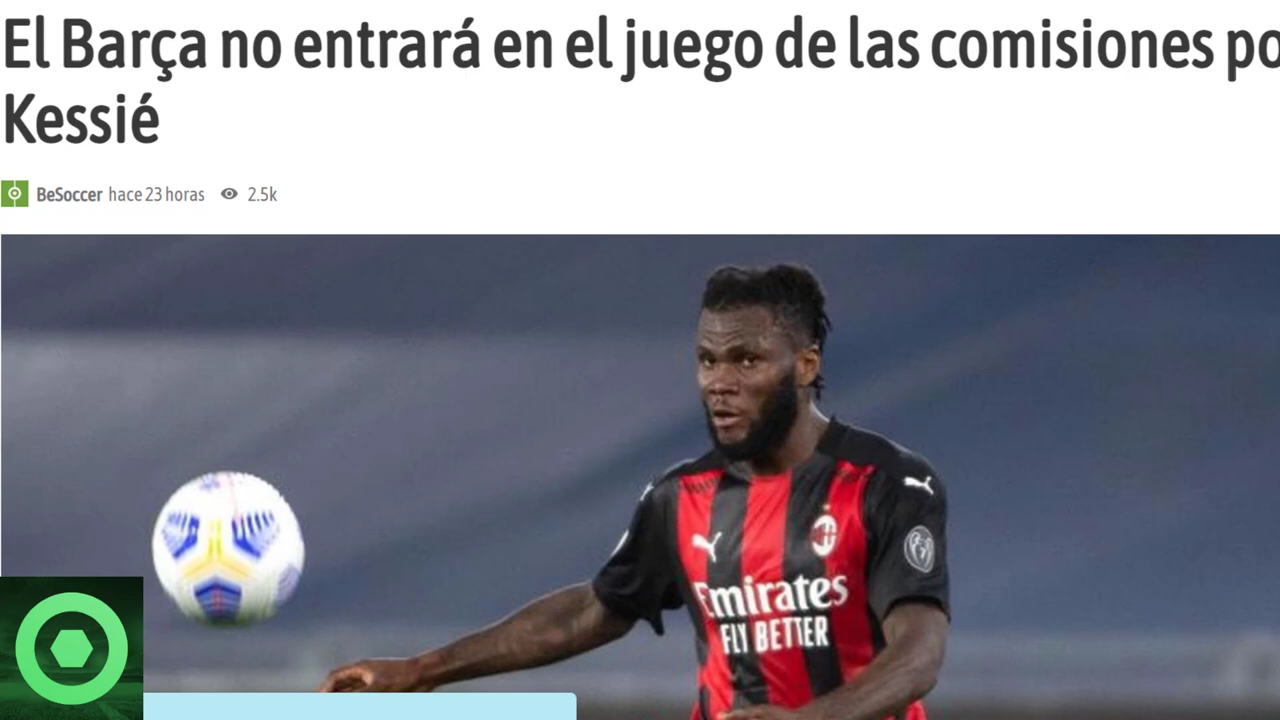 El Barça no entrará en el juego de las comisiones po
Kessié
BeSoccer hace 23 horas 2.5k
Emirates
FLY BETTER